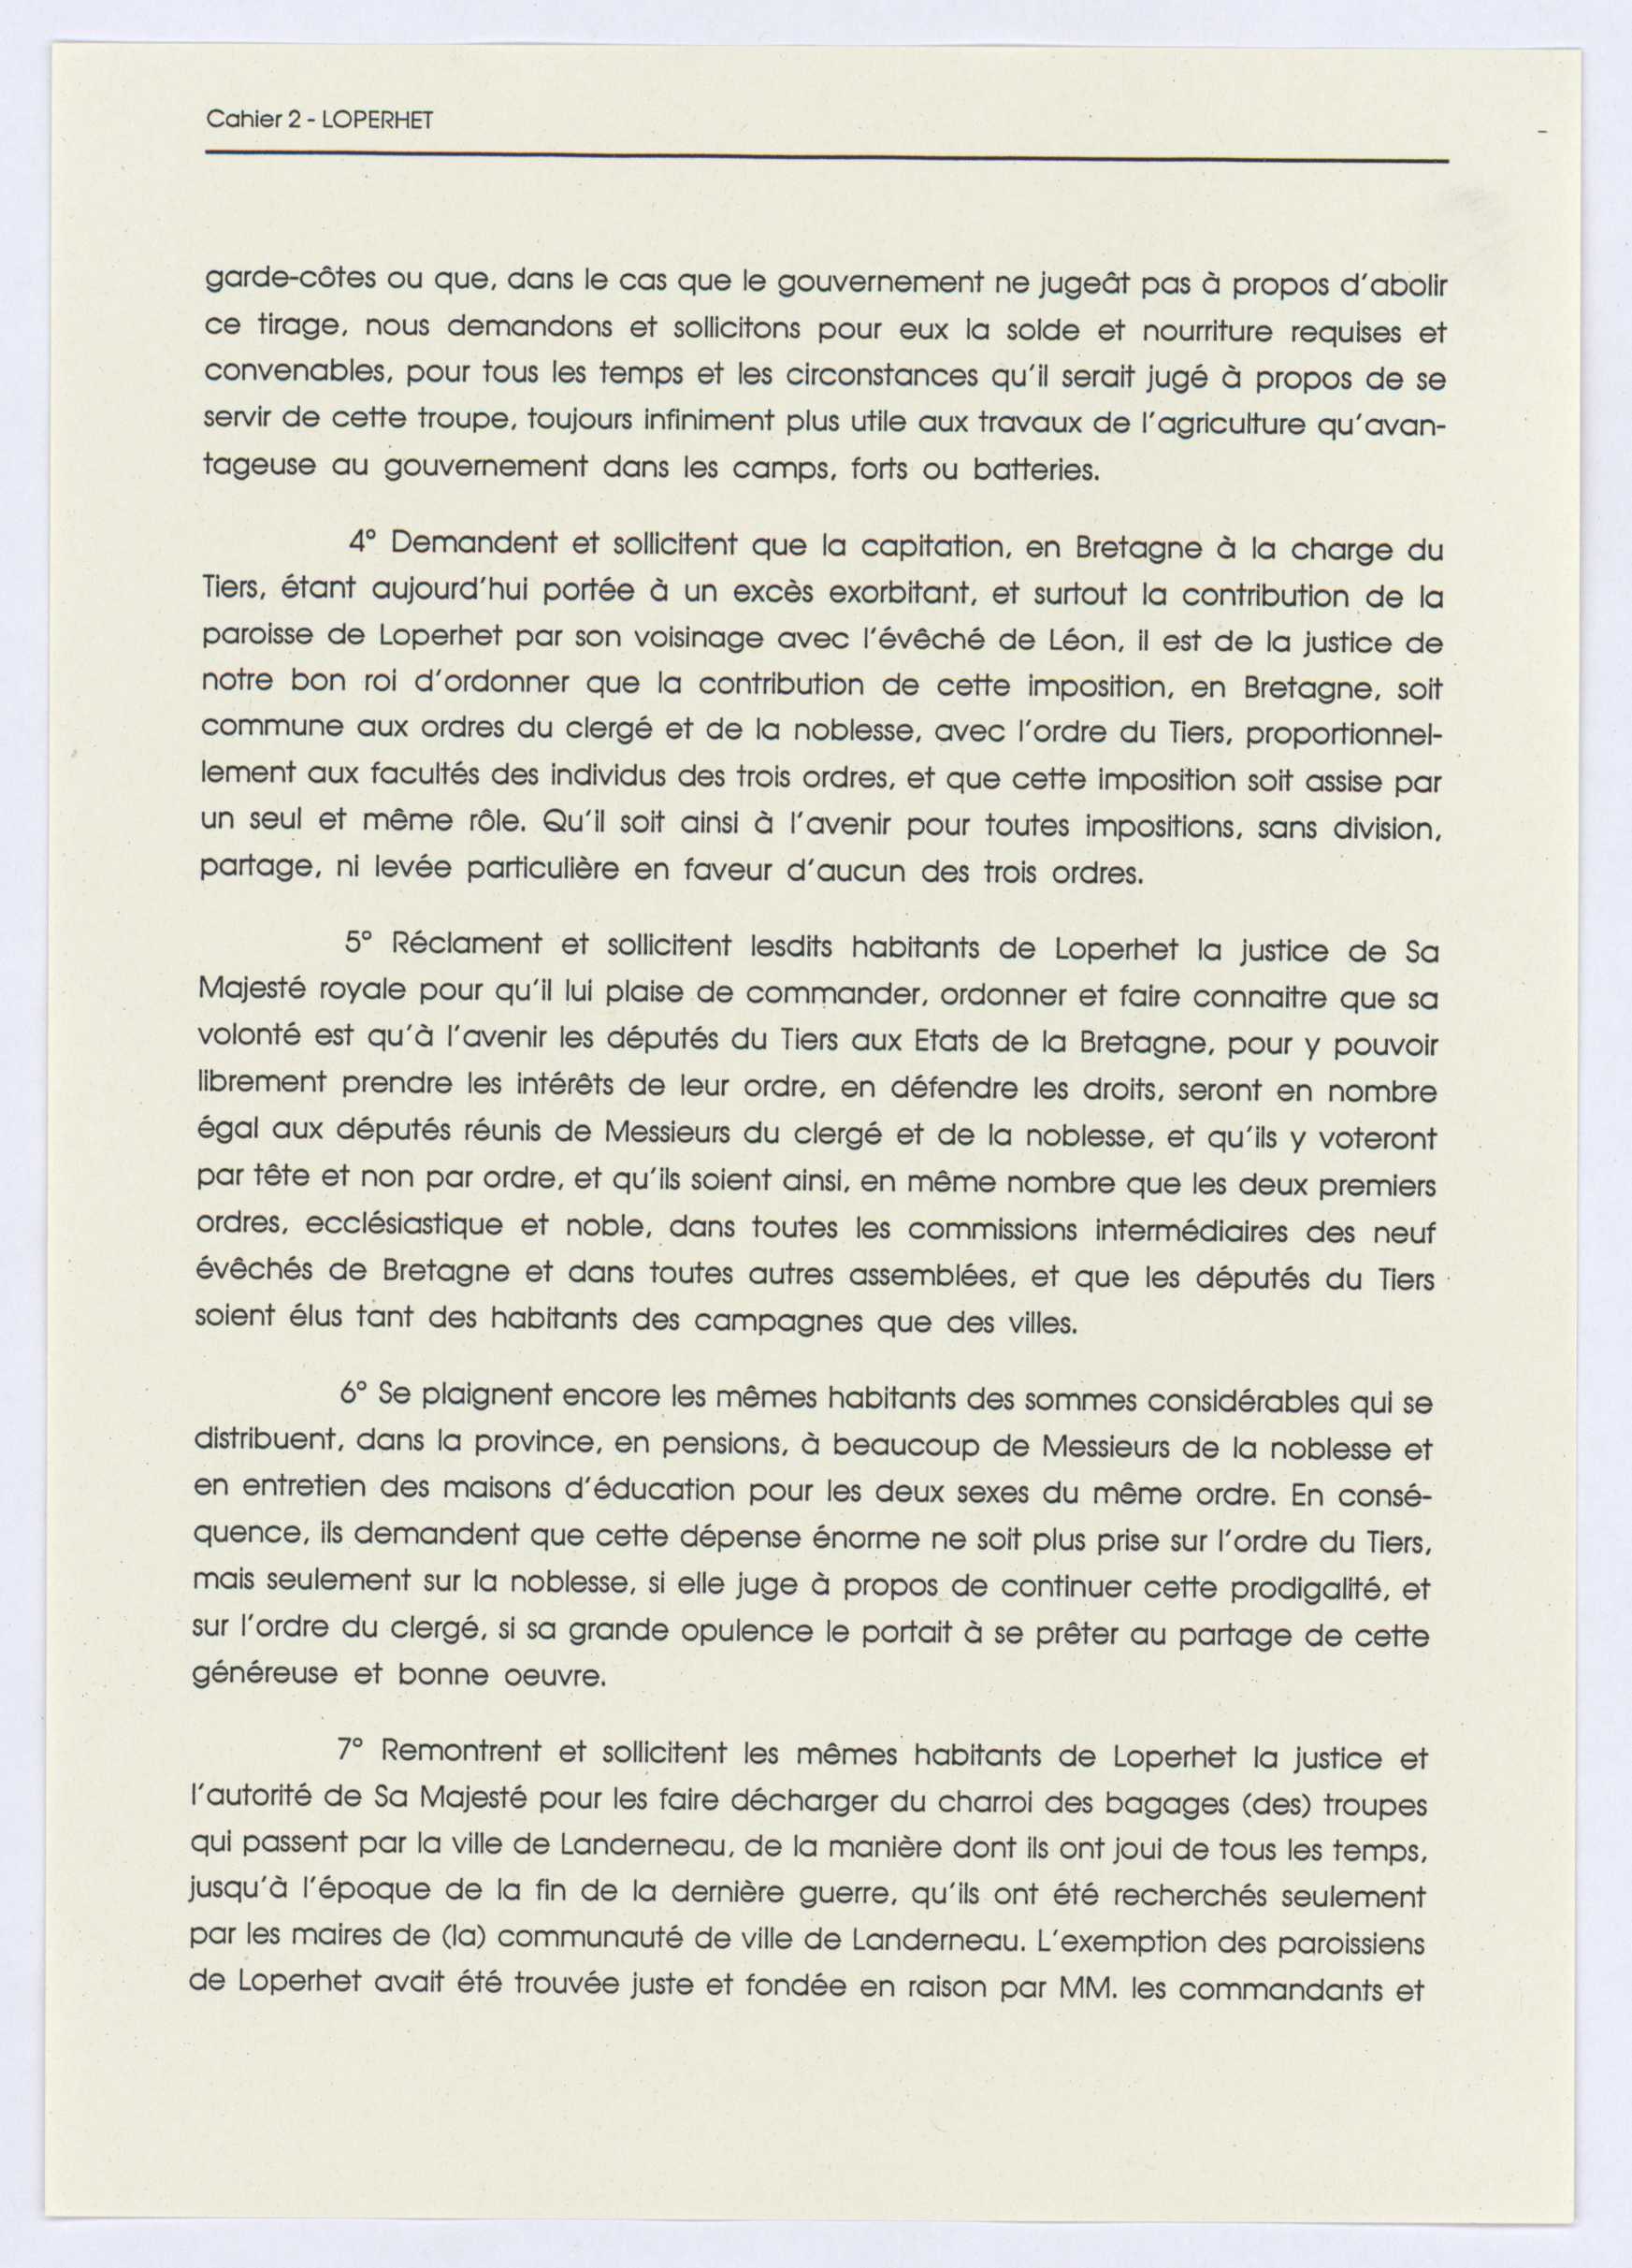 Cahier 2 - LOPERHET
garde-côtes ou que, dans le cas que le gouvernement ne jugeât pas à propos d'abolir
ce tirage, nous demandons et sollicitons pour eux la solde et nourriture requises et
convenables, pour tous les temps et les circonstances qu'il serait jugé à propos de se
servir de cette troupe, toujours infiniment plus utile aux travaux de l'agriculture qu'avan-
tageuse au gouvernement dans les camps, forts ou batteries.
4° Demandent et sollicitent que la capitation, en Bretagne à la charge du
Tiers, étant aujourd'hui portée à un excès exorbitant, et surtout la contribution de la
paroisse de Loperhet par son voisinage avec l'évêché de Léon, il est de la justice de
notre bon roi d'ordonner que la contribution de cette imposition, en Bretagne, soit
commune aux ordres du clergé et de la noblesse, avec l'ordre du Tiers, proportionnel-
lement aux facultés des individus des trois ordres, et que cette imposition soit assise par
un seul et même rôle. Qu'il soit ainsi à l'avenir pour toutes impositions, sans division,
partage, ni levée particulière en faveur d'aucun des trois ordres.
5° Réclament et sollicitent lesdits habitants de Loperhet la justice de Sa
Majesté royale pour qu'il lui plaise de commander, ordonner et faire connaitre que sa
volonté est qu'à l'avenir les députés du Tiers aux Etats de la Bretagne, pour y pouvoir
librement prendre les intérêts de leur ordre, en défendre les droits, seront en nombre
égal aux députés réunis de Messieurs du clergé et de la noblesse, et qu'ils y voteront
par tête et non par ordre, et qu'ils soient ainsi, en même nombre que les deux premiers
ordres, ecclésiastique et noble, dans toutes les commissions intermédiaires des neuf
évêchés de Bretagne et dans toutes autres assemblées, et que les députés du Tiers
soient élus tant des habitants des campagnes que des villes.
6° Se plaignent encore les mêmes habitants des sommes considérables qui se
distribuent, dans la province, en pensions, à beaucoup de Messieurs de la noblesse et
en entretien des maisons d'éducation pour les deux sexes du même ordre. En consé-
quence, ils demandent que cette dépense énorme ne soit plus prise sur l'ordre du Tiers,
mais seulement sur la noblesse, si elle juge à propos de continuer cette prodigalité, et
sur l'ordre du clergé, si sa grande opulence le portait à se prêter au partage de cette
généreuse et bonne oeuvre.
7° Remontrent et sollicitent les mêmes habitants de Loperhet la justice et
l'autorité de Sa Majesté pour les faire décharger du charroi des bagages (des) troupes
qui passent par la ville de Landerneau, de la manière dont ils ont joui de tous les temps,
jusqu'à l'époque de la fin de la dernière guerre, qu'ils ont été recherchés seulement
par les maires de (la) communauté de ville de Landerneau. L'exemption des paroissiens
de Loperhet avait été trouvée juste et fondée en raison par MM. les commandants et